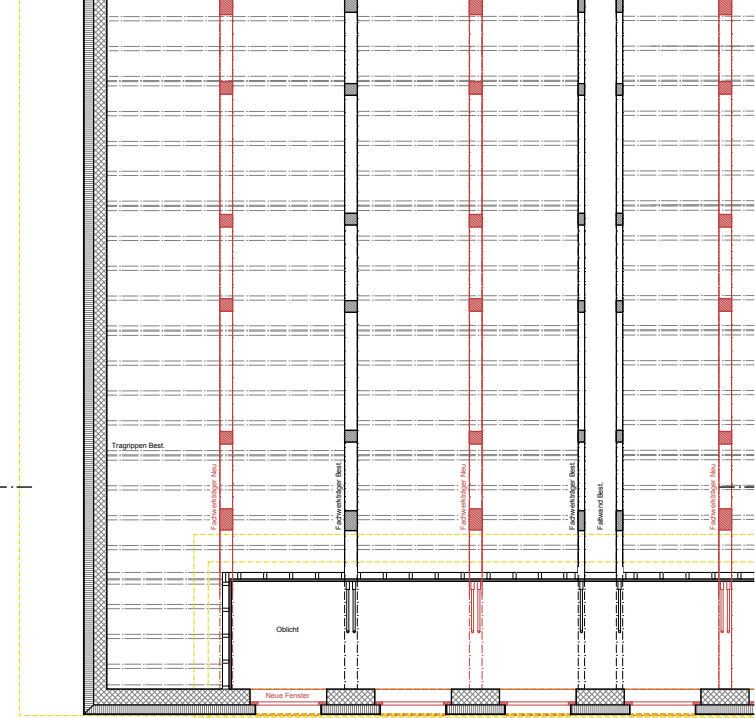 Tragrippen Best.
Fachwerkträger Neu
Fachwerkträger Best.
Fachwerkträger Neu
Fachwerkträger Best.
Faltwand Best.
Fachwerkträger Neu
Oblicht
Neue Fenster